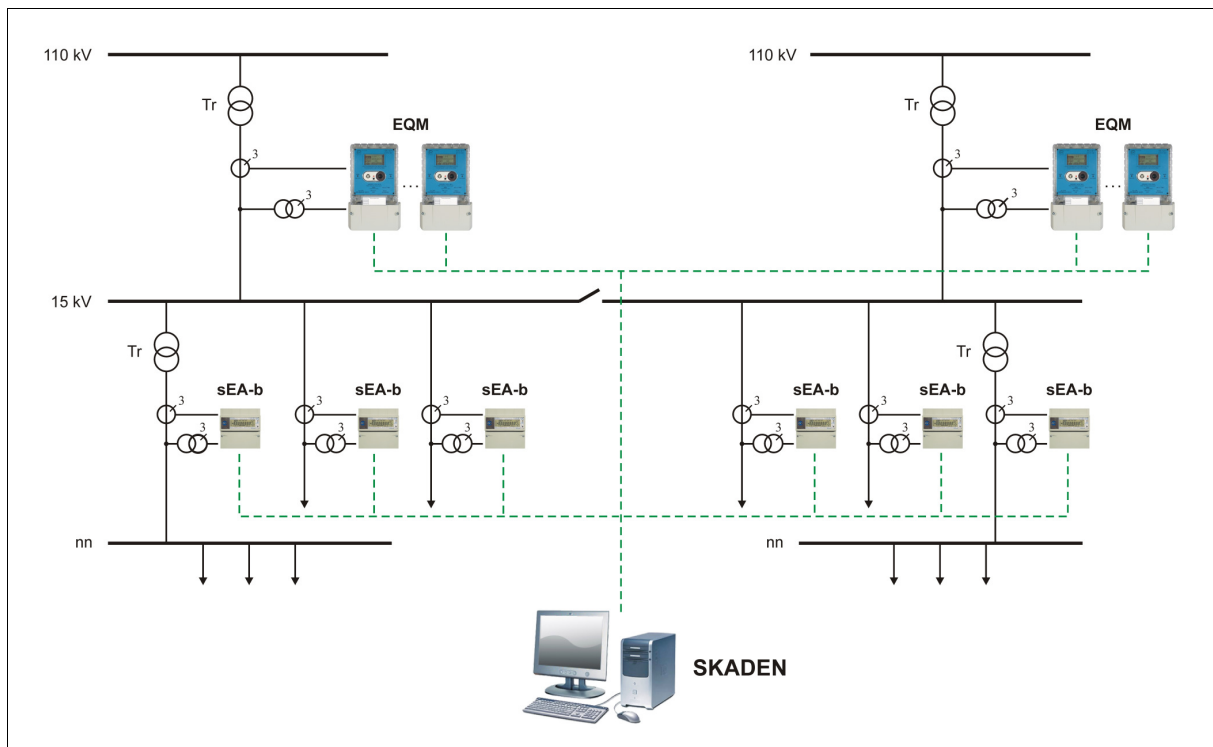 110 kV 110 kV
Tr Tr
EQM EQM
3 3
... ...
3 3
15 kV
Tr Tr
sEA-b sEA-b sEA-b sEA-b sEA-b sEA-b
3 3 3 3 3 3
3 3 3 3 3 3
nn nn
SKADEN